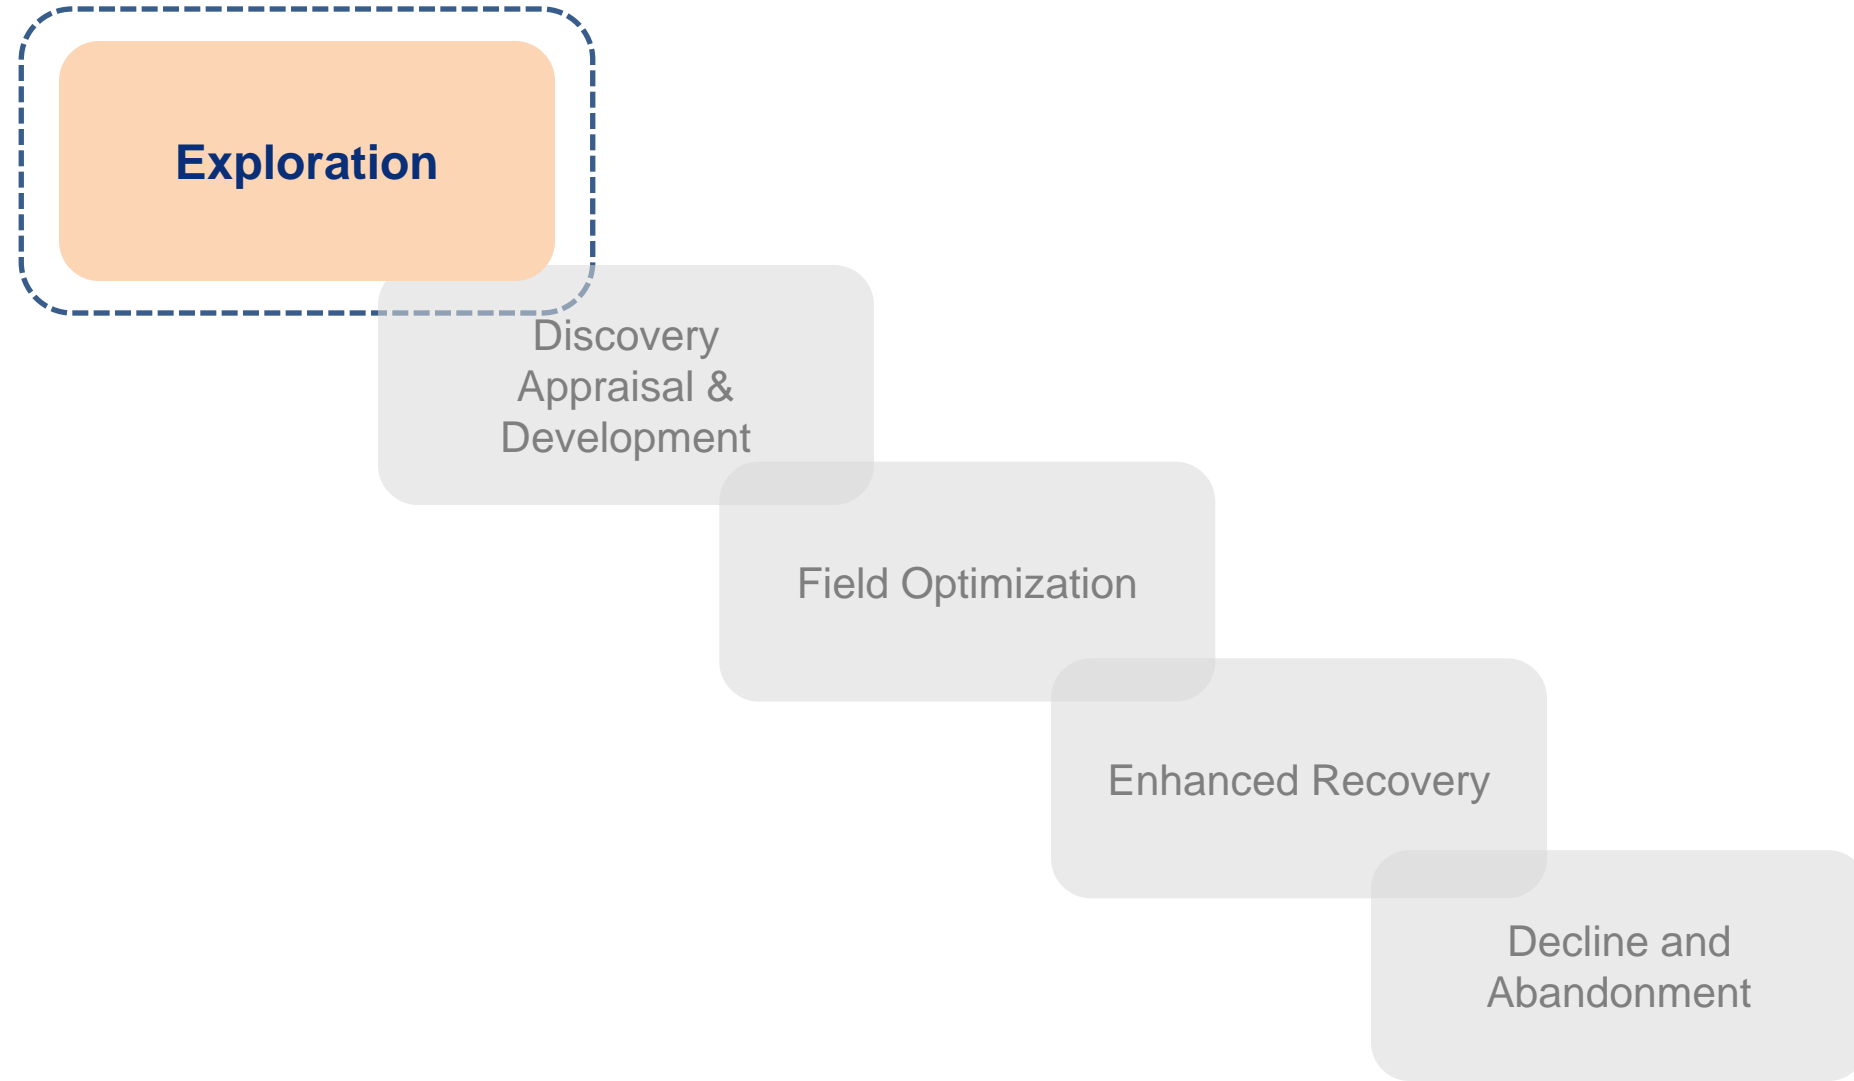 Exploration
Discovery
Appraisal &
Development
Field Optimization
Enhanced Recovery
Decline and
Abandonment